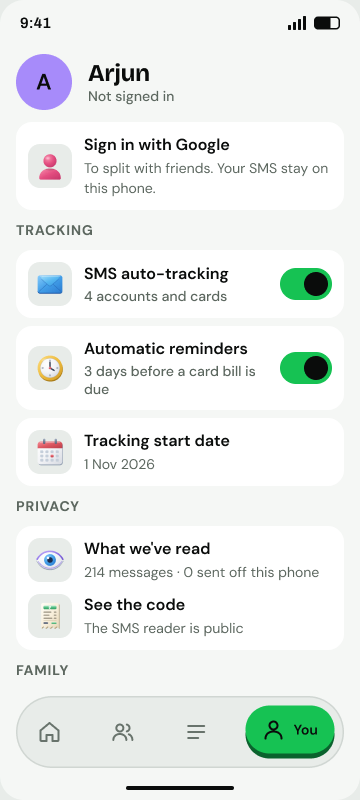 9:41
A
Arjun
Not signed in
Sign in with Google
To split with friends. Your SMS stay on
this phone.
TRACKING
SMS auto-tracking
4 accounts and cards
Automatic reminders
3 days before a card bill is
due
Tracking start date
1 Nov 2026
PRIVACY
What we've read
214 messages · 0 sent off this phone
See the code
The SMS reader is public
FAMILY
You